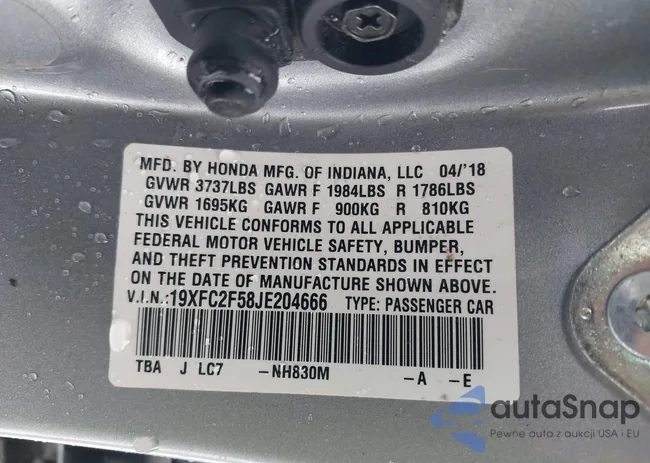 MFD. BY HONDA MFG. OF INDIANA, LLC 04/'18
GVWR 3737LBS GAWR F 1984LBS R 1786LBS
GVWR 1695KG GAWR F 900KG R 810KG
THIS VEHICLE CONFORMS TO ALL APPLICABLE
FEDERAL MOTOR VEHICLE SAFETY, BUMPER,
AND THEFT PREVENTION STANDARDS IN EFFECT
ON THE DATE OF MANUFACTURE SHOWN ABOVE.
V.I.N.:19XFC2F58JE204666 TYPE: PASSENGER CAR
TBA J LC7 -NH830M -A -E
autaSnap
Pewne auta z aukcji USA i EU